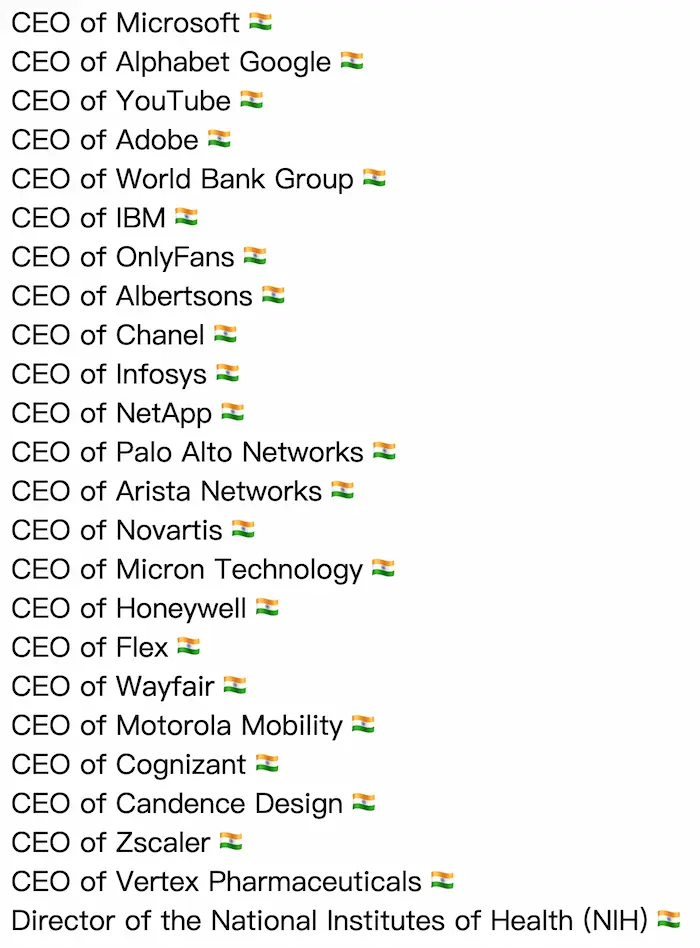 CEO of Microsoft 🇮🇳
CEO of Alphabet Google 🇮🇳
CEO of YouTube 🇮🇳
CEO of Adobe 🇮🇳
CEO of World Bank Group 🇮🇳
CEO of IBM 🇮🇳
CEO of OnlyFans 🇮🇳
CEO of Albertsons 🇮🇳
CEO of Chanel 🇮🇳
CEO of Infosys 🇮🇳
CEO of NetApp 🇮🇳
CEO of Palo Alto Networks 🇮🇳
CEO of Arista Networks 🇮🇳
CEO of Novartis 🇮🇳
CEO of Micron Technology 🇮🇳
CEO of Honeywell 🇮🇳
CEO of Flex 🇮🇳
CEO of Wayfair 🇮🇳
CEO of Motorola Mobility 🇮🇳
CEO of Cognizant 🇮🇳
CEO of Candence Design 🇮🇳
CEO of Zscaler 🇮🇳
CEO of Vertex Pharmaceuticals 🇮🇳
Director of the National Institutes of Health (NIH) 🇮🇳